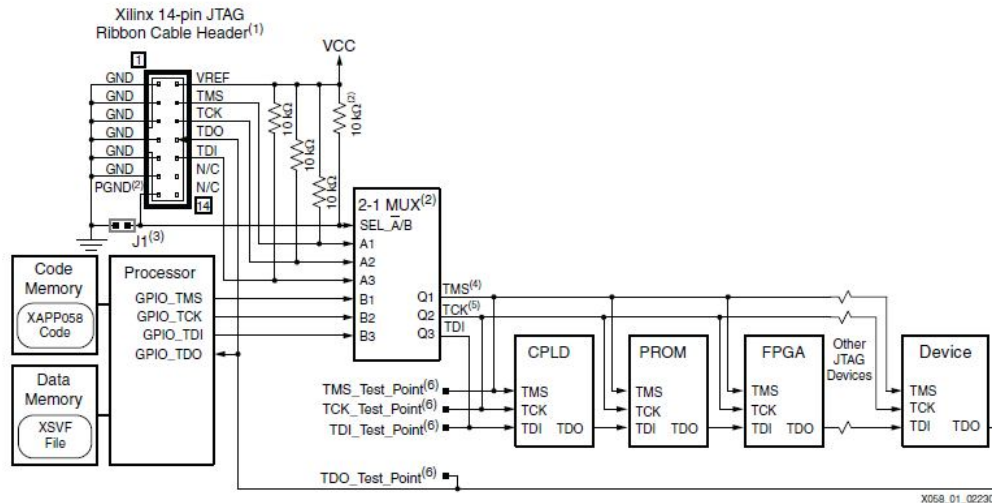 Xilinx 14-pin JTAG
Ribbon Cable Header(1)
VCC
1
GND VREF
GND TMS
GND TCK
GND TDO
GND TDI
GND N/C
PGND(2) N/C
14
10 kΩ
10 kΩ
10 kΩ
10 kΩ(2)
J1(3)
2-1 MUX(2)
SEL_A̅/B
A1
A2
A3
B1 Q1
B2 Q2
B3 Q3
TMS(4)
TCK(5)
TDI
Code
Memory
XAPP058
Code
Data
Memory
XSVF
File
Processor
GPIO_TMS
GPIO_TCK
GPIO_TDI
GPIO_TDO
TMS_Test_Point(6)
TCK_Test_Point(6)
TDI_Test_Point(6)
TDO_Test_Point(6)
CPLD
TMS
TCK
TDI TDO
PROM
TMS
TCK
TDI TDO
FPGA
TMS
TCK
TDI TDO
Other
JTAG
Devices
Device
TMS
TCK
TDI TDO